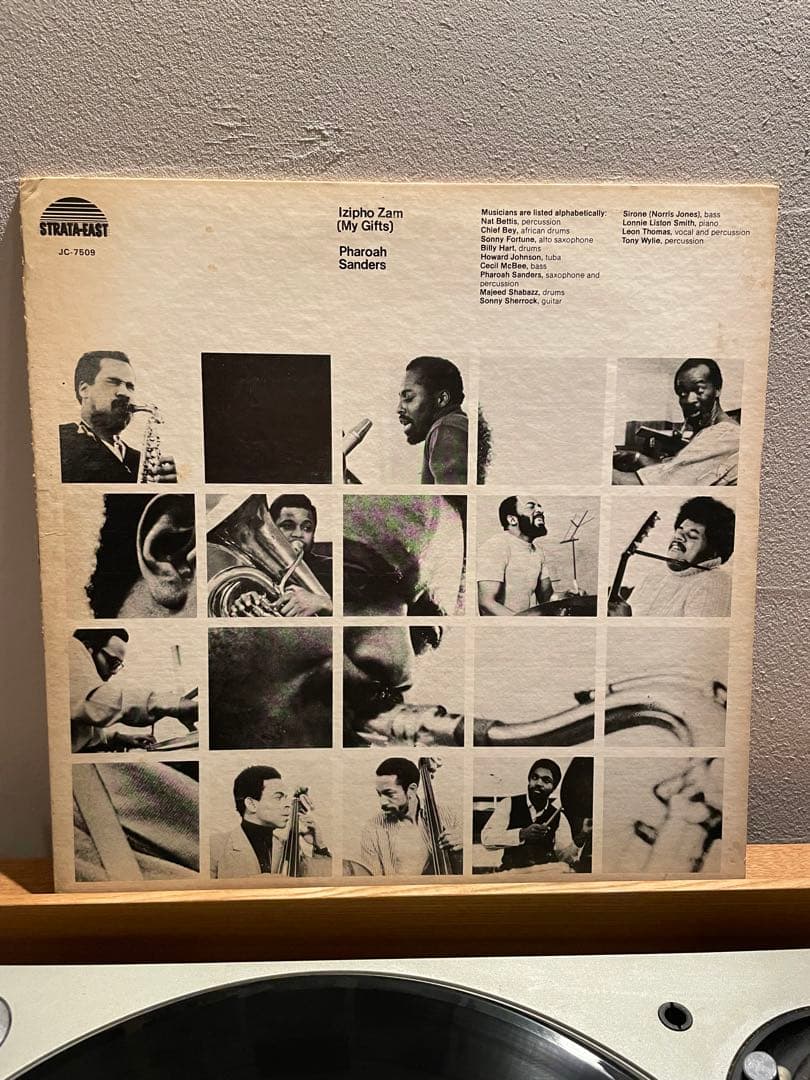 STRATA-EAST
JC-7509
Izipho Zam
(My Gifts)
Pharoah
Sanders
Musicians are listed alphabetically:
Nat Bettis, percussion
Chief Bey, african drums
Sonny Fortune, alto saxophone
Billy Hart, drums
Howard Johnson, tuba
Cecil McBee, bass
Pharoah Sanders, saxophone and
percussion
Majeed Shabazz, drums
Sonny Sherrock, guitar
Sirone (Norris Jones), bass
Lonnie Liston Smith, piano
Leon Thomas, vocal and percussion
Tony Wylie, percussion